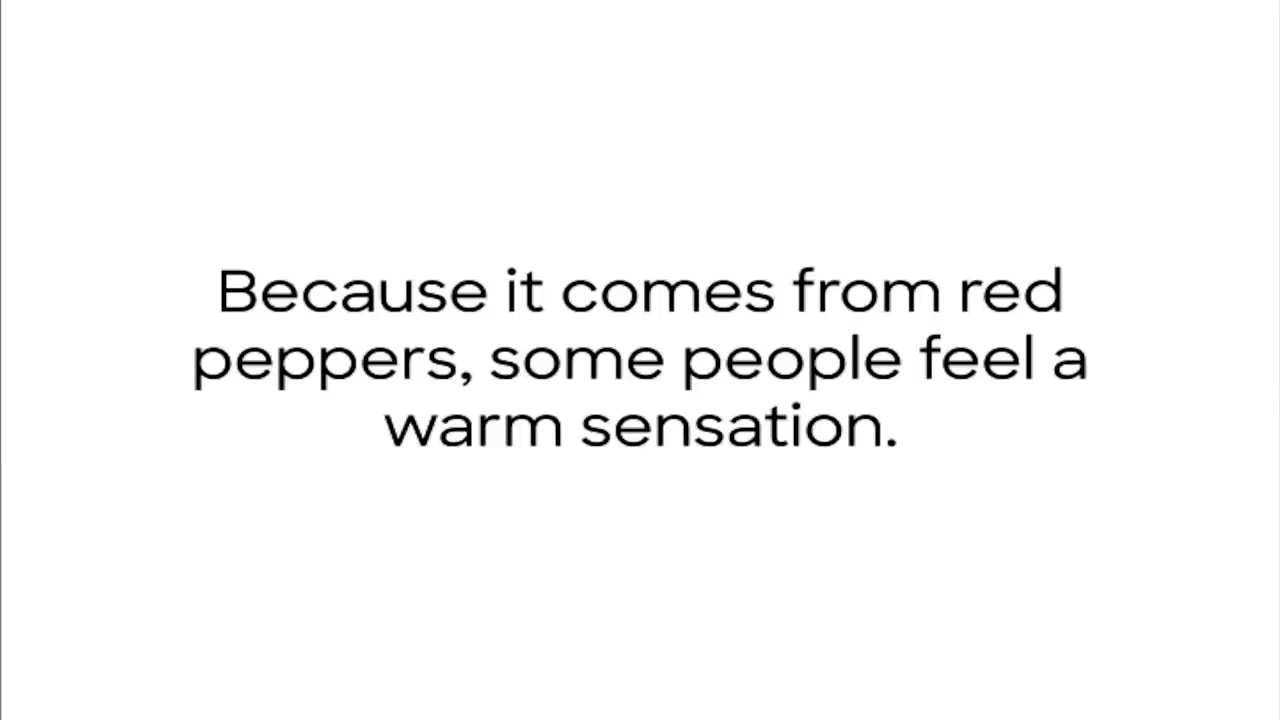 Because it comes from red
peppers, some people feel a
warm sensation.